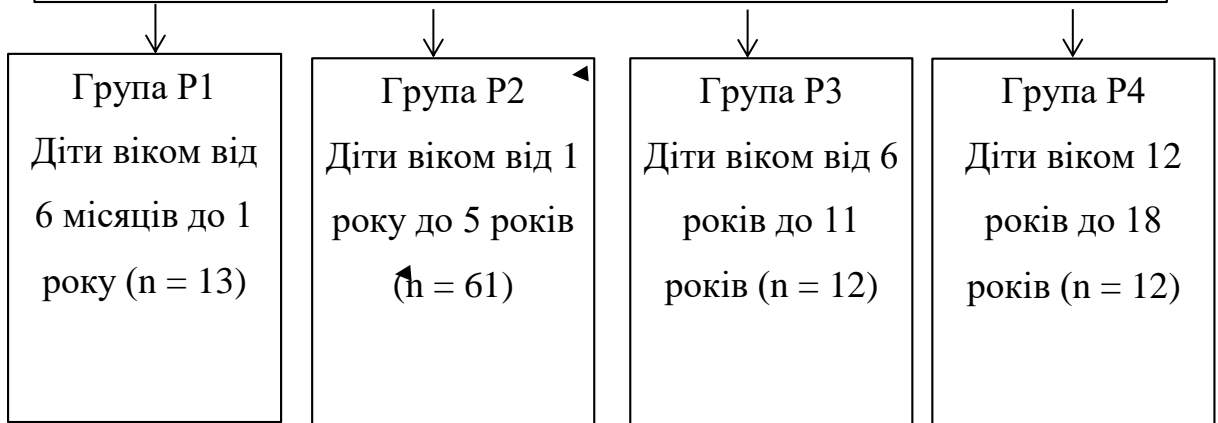 Група Р1
Діти віком від
6 місяців до 1
року (n = 13)
Група Р2
Діти віком від 1
року до 5 років
(n = 61)
Група Р3
Діти віком від 6
років до 11
років (n = 12)
Група Р4
Діти віком 12
років до 18
років (n = 12)